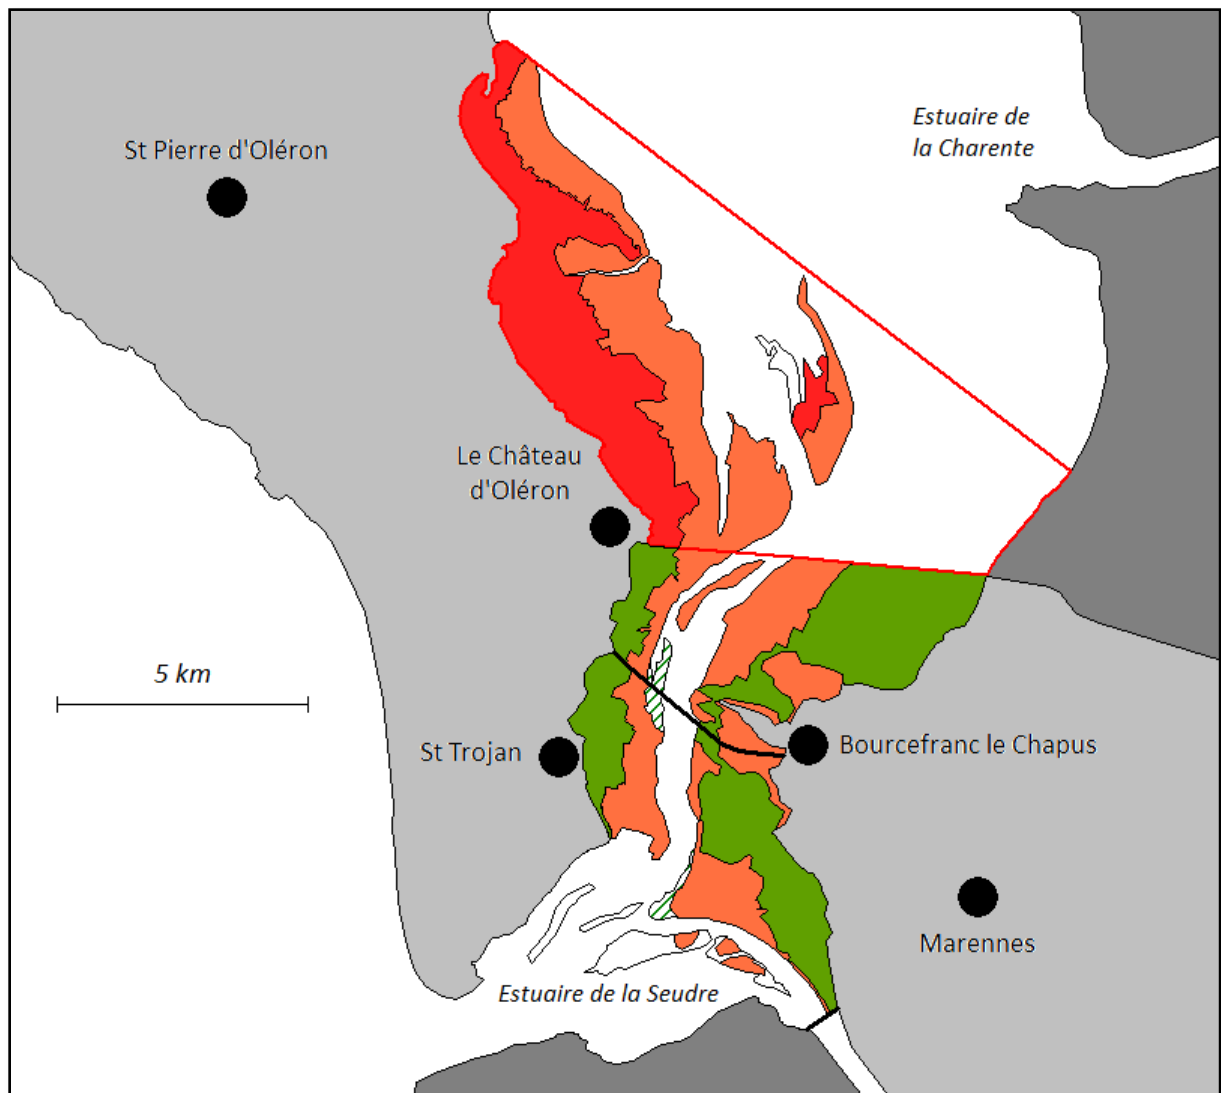 Estuaire de
la Charente
St Pierre d'Oléron
Le Château
d'Oléron
5 km
St Trojan
Bourcefranc le Chapus
Marennes
Estuaire de la Seudre